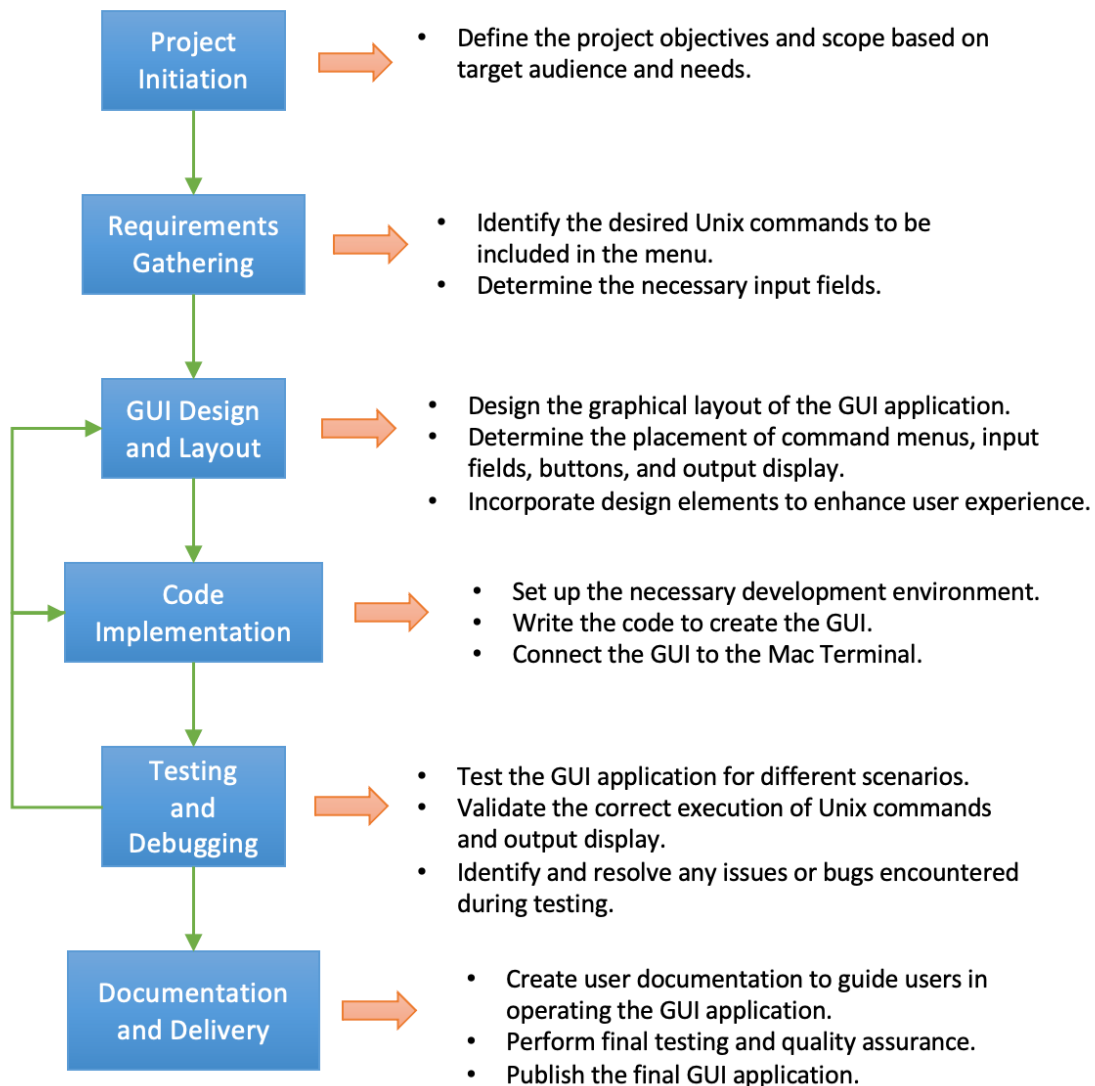 Project
Initiation
• Define the project objectives and scope based on
target audience and needs.
Requirements
Gathering
• Identify the desired Unix commands to be
included in the menu.
• Determine the necessary input fields.
GUI Design
and Layout
• Design the graphical layout of the GUI application.
• Determine the placement of command menus, input
fields, buttons, and output display.
• Incorporate design elements to enhance user experience.
Code
Implementation
• Set up the necessary development environment.
• Write the code to create the GUI.
• Connect the GUI to the Mac Terminal.
Testing
and
Debugging
• Test the GUI application for different scenarios.
• Validate the correct execution of Unix commands
and output display.
• Identify and resolve any issues or bugs encountered
during testing.
Documentation
and Delivery
• Create user documentation to guide users in
operating the GUI application.
• Perform final testing and quality assurance.
• Publish the final GUI application.